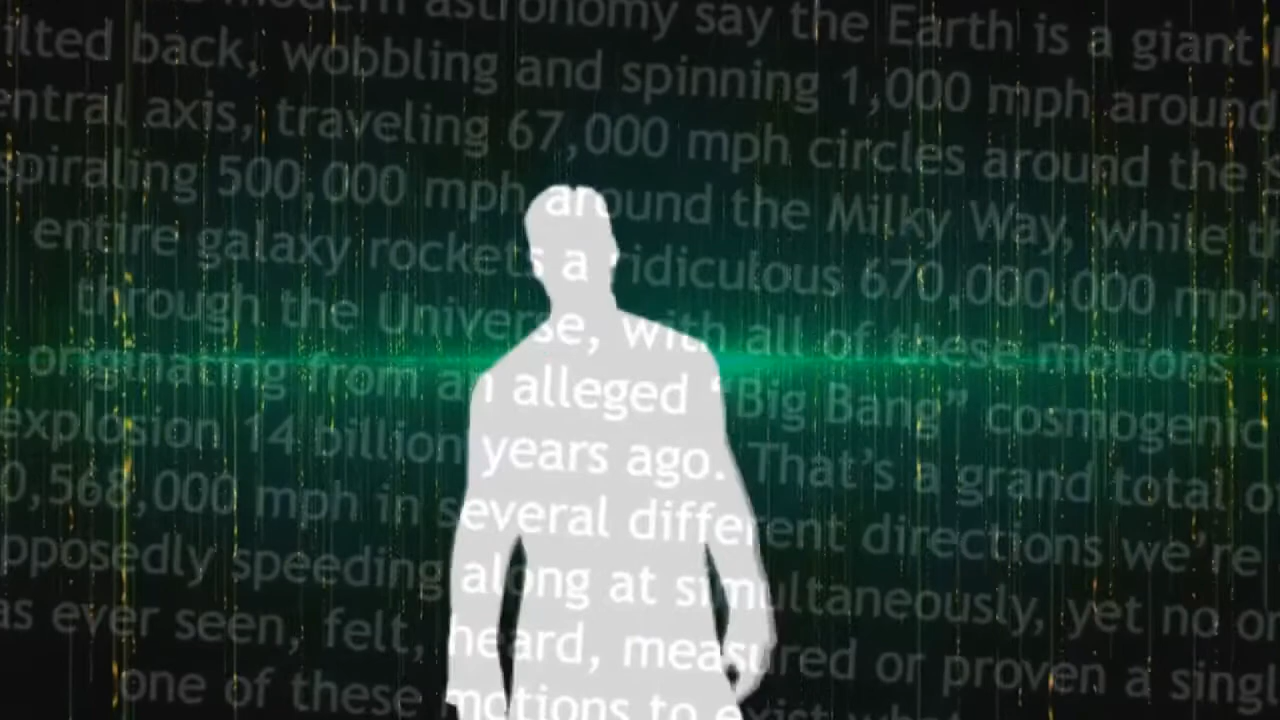 modern astronomy say the Earth is a giant
ilted back, wobbling and spinning 1,000 mph around
entral axis, traveling 67,000 mph circles around the S
spiraling 500,000 mph around the Milky Way, while th
entire galaxy rockets a ridiculous 670,000,000 mph
through the Universe, with all of these motions
originating from an alleged “Big Bang” cosmogenic
explosion 14 billion years ago. That’s a grand total o
0,568,000 mph in several different directions we’re
pposedly speeding along at simultaneously, yet no on
as ever seen, felt, heard, measured or proven a singl
one of these motions to exist what